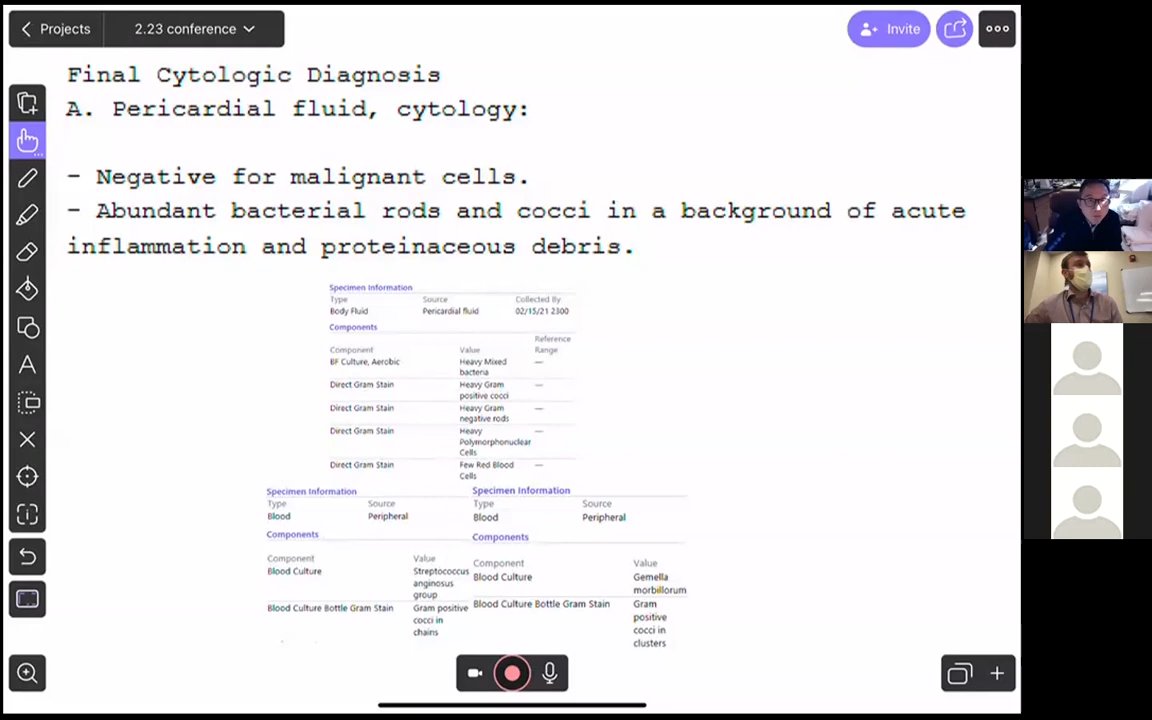 Projects
2.23 conference
Invite
Final Cytologic Diagnosis
A. Pericardial fluid, cytology:
- Negative for malignant cells.
- Abundant bacterial rods and cocci in a background of acute
inflammation and proteinaceous debris.
Specimen Information
Type Source Collected By
Body Fluid Pericardial fluid 02/15/21 2300
Components
Reference
Component Value Range
BF Culture, Aerobic Heavy Mixed —
bacteria
Direct Gram Stain Heavy Gram —
positive cocci
Direct Gram Stain Heavy Gram —
negative rods
Direct Gram Stain Heavy —
Polymorphonuclear
Cells
Direct Gram Stain Few Red Blood —
Cells
Specimen Information
Type Source
Blood Peripheral
Components
Component Value
Blood Culture Streptococcus
anginosus
group
Blood Culture Bottle Gram Stain Gram positive
cocci in
chains
Specimen Information
Type Source
Blood Peripheral
Components
Component Value
Blood Culture Gemella
morbillorum
Blood Culture Bottle Gram Stain Gram
positive
cocci in
clusters
A